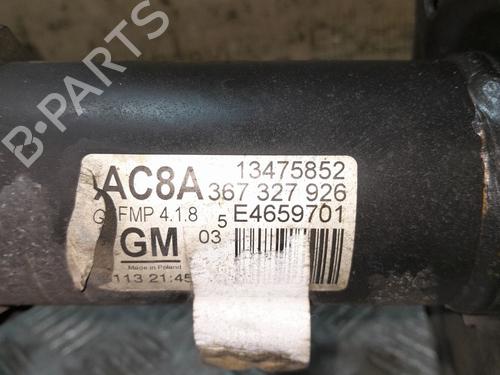 B-PARTS
13475852
AC8A 367 327 926
FMP 4.1.8 5 E4659701
GM 03
Made in Poland
113 21:45